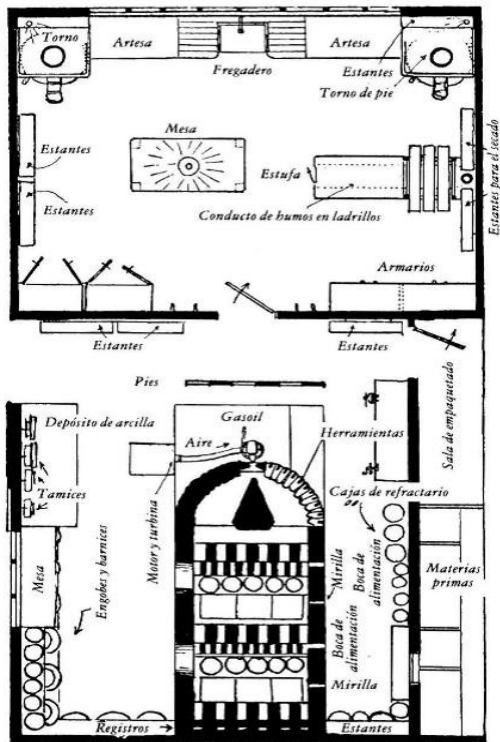 Torno
Artesa
Artesa
Fregadero
Estantes
Torno de pie
Mesa
Estantes
Estufa
Estantes
Conducto de humos en ladrillos
Estantes para el secado
Armarios
Estantes
Estantes
Sala de empaquetado
Pies
Depósito de arcilla
Gasoil
Aire
Herramientas
Tamices
Motor y turbina
Cajas de refractario
Mesa
Engobes y barnices
Mirilla
Boca de
alimentación
Materias
primas
Boca de
alimentación
Mirilla
Registros
Estantes